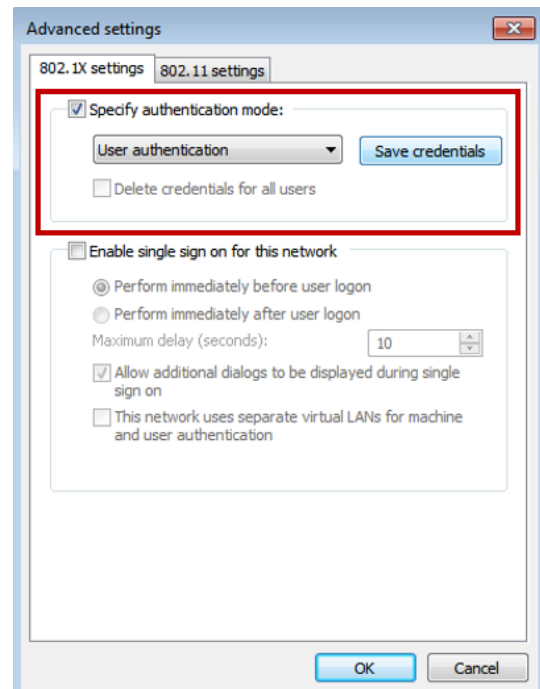 Advanced settings
802.1X settings 802.11 settings
Specify authentication mode:
User authentication Save credentials
Delete credentials for all users
Enable single sign on for this network
Perform immediately before user logon
Perform immediately after user logon
Maximum delay (seconds): 10
Allow additional dialogs to be displayed during single
sign on
This network uses separate virtual LANs for machine
and user authentication
OK Cancel